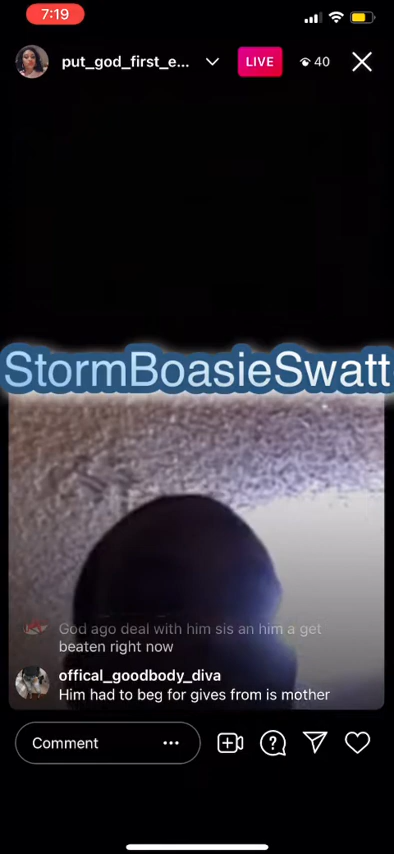 7:19
put_god_first_e...
LIVE
40
StormBoasieSwatt
God ago deal with him sis an him a get
beaten right now
offical_goodbody_diva
Him had to beg for gives from is mother
Comment